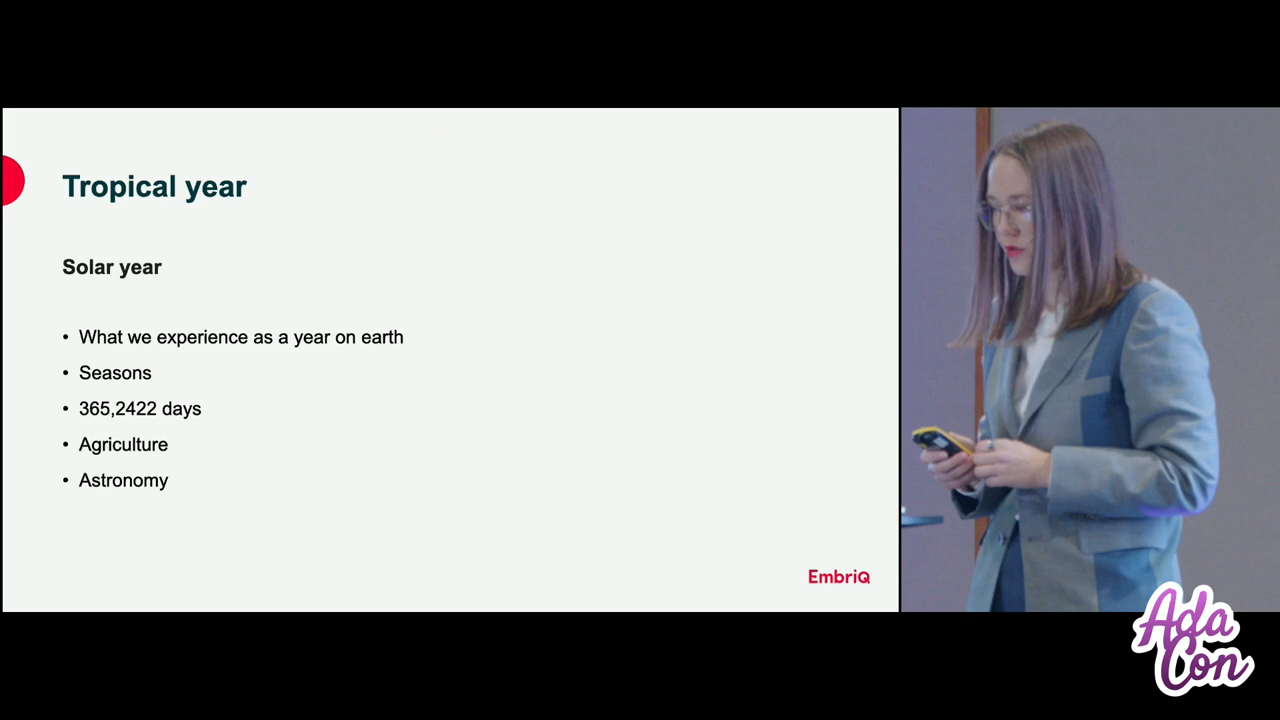 Tropical year
Solar year
• What we experience as a year on earth
• Seasons
• 365,2422 days
• Agriculture
• Astronomy
EmbriQ
Ada
Con